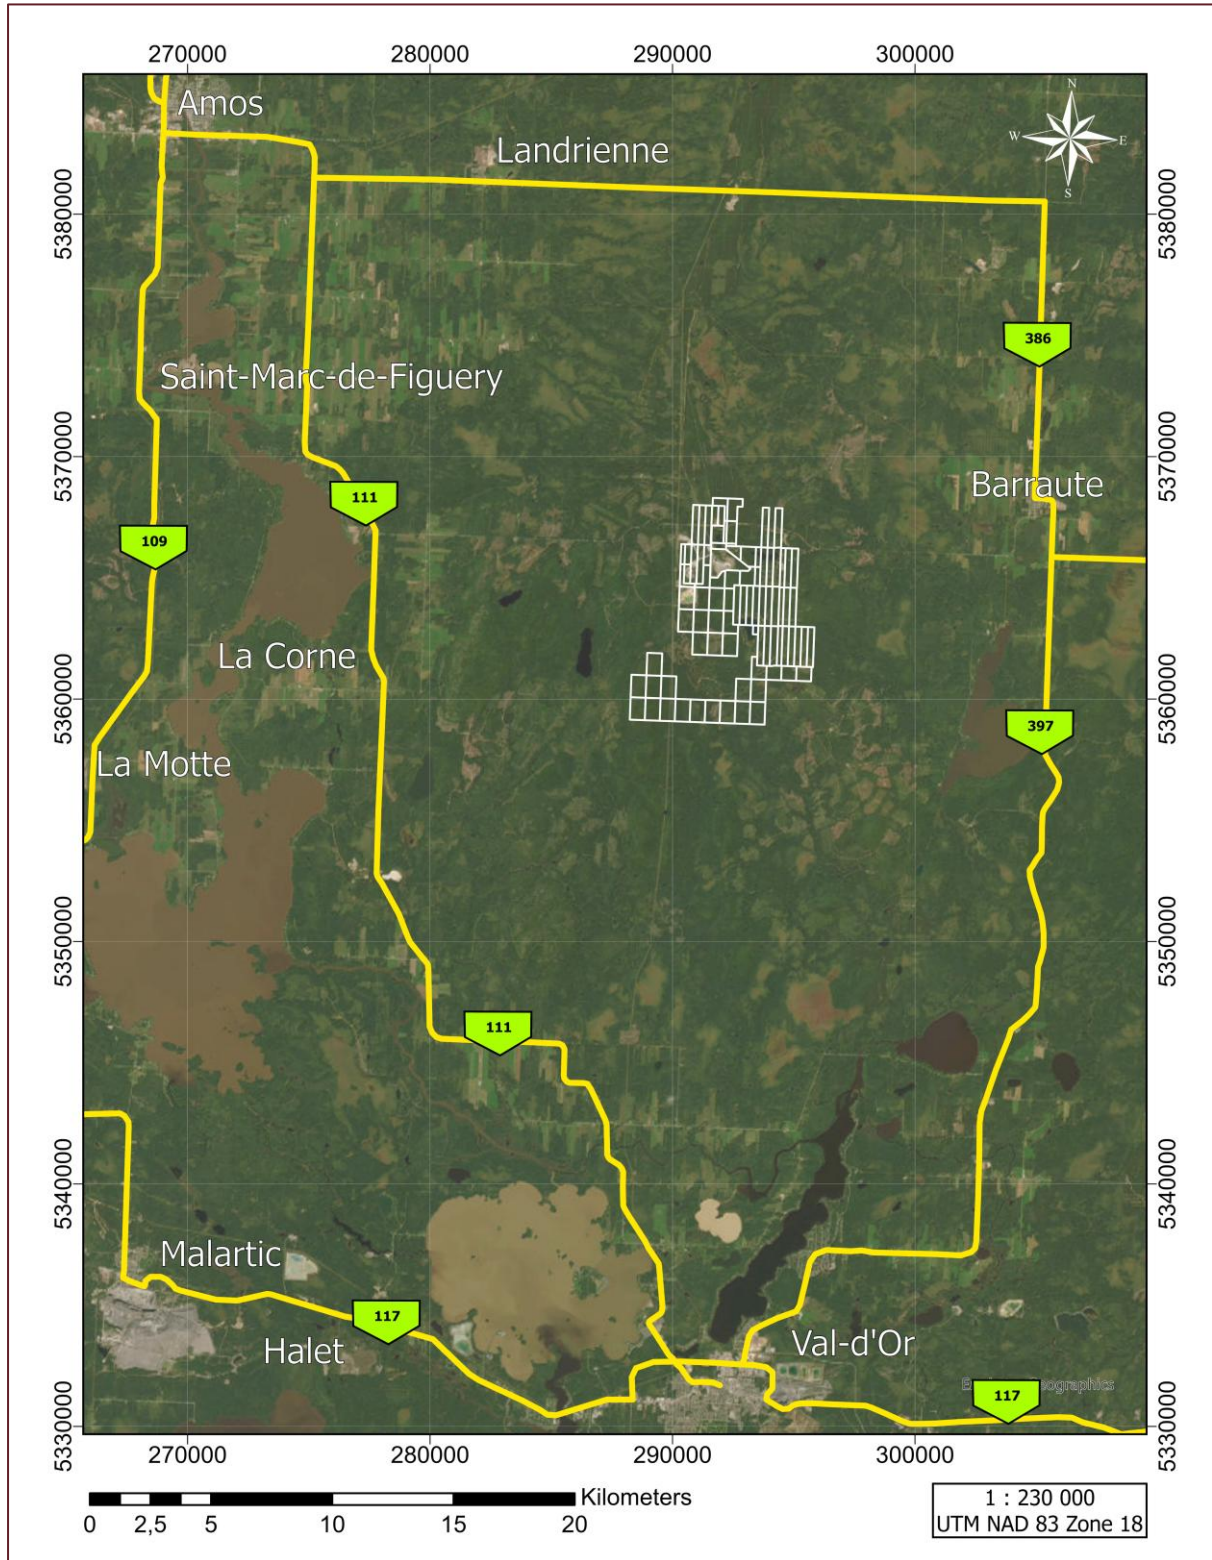 270000
280000
290000
300000
Amos
Landrienne
N
W
E
S
5380000
5380000
386
Saint-Marc-de-Figuery
5370000
5370000
111
Barraute
109
La Corne
5360000
5360000
397
La Motte
5350000
5350000
111
5340000
5340000
Malartic
117
Halet
Val-d'Or
117
5330000
5330000
270000
280000
290000
300000
Kilometers
0
2,5
5
10
15
20
1 : 230 000
UTM NAD 83 Zone 18